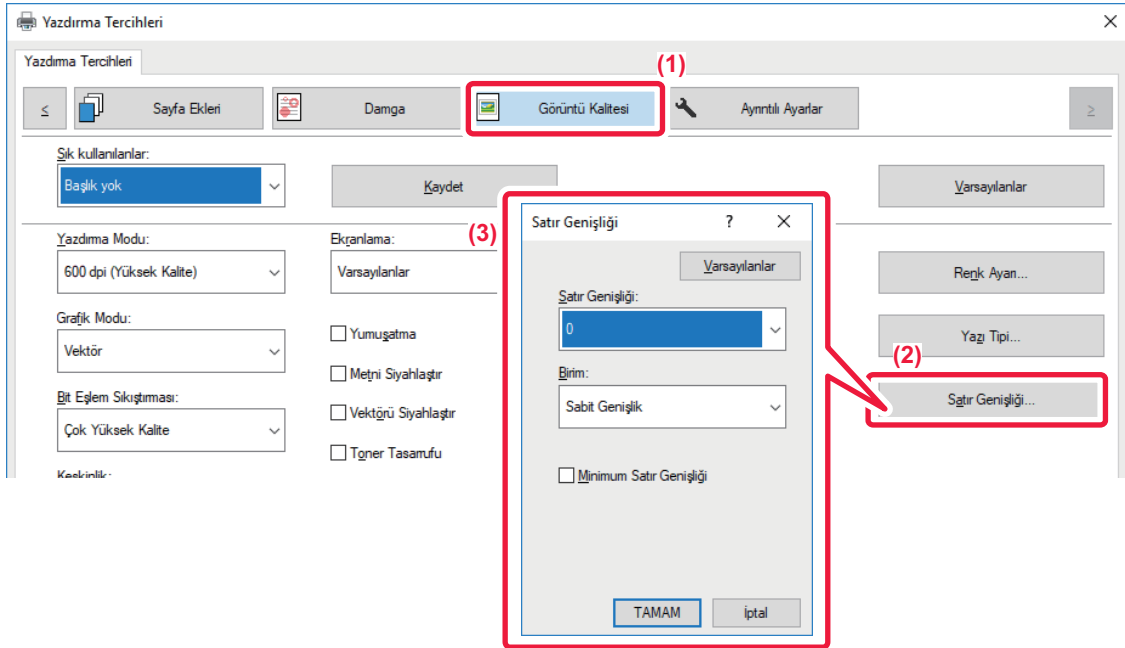 Yazdırma Tercihleri
Yazdırma Tercihleri
(1)
≤ Sayfa Ekleri Damga Görüntü Kalitesi Ayrıntılı Ayarlar ≥
Sık kullanılanlar:
Başlık yok Kaydet Varsayılanlar
(3)
Satır Genişliği ?
Yazdırma Modu: Ekranlama:
600 dpi (Yüksek Kalite) Varsayılanlar Varsayılanlar Renk Ayarı...
Satır Genişliği:
Grafik Modu:
Yumuşatma 0 Yazı Tipi...
Vektör
(2)
Metni Siyahlaştır Birim:
Bit Eşlem Sıkıştırması:
Vektörü Siyahlaştır Sabit Genişlik Satır Genişliği...
Çok Yüksek Kalite
Toner Tasarrufu
Keskinlik: Minimum Satır Genişliği
TAMAM İptal